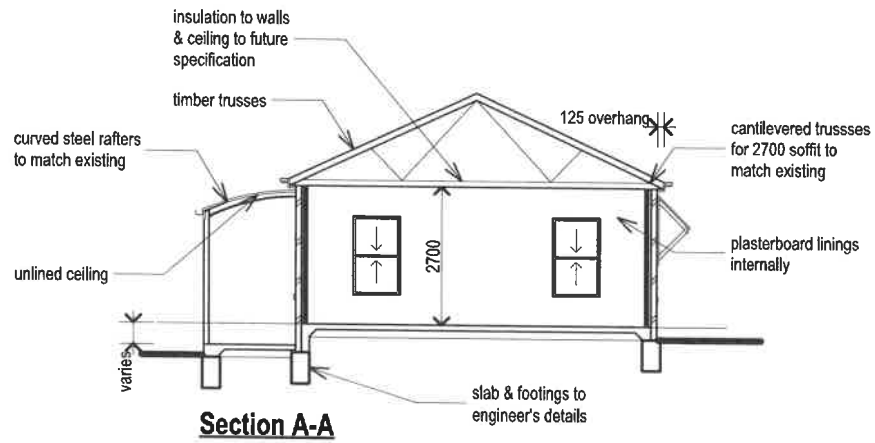 insulation to walls
& ceiling to future
specification
timber trusses
125 overhang
curved steel rafters
to match existing
cantilevered trussses
for 2700 soffit to
match existing
2700
unlined ceiling
plasterboard linings
internally
varies
slab & footings to
engineer's details
Section A-A